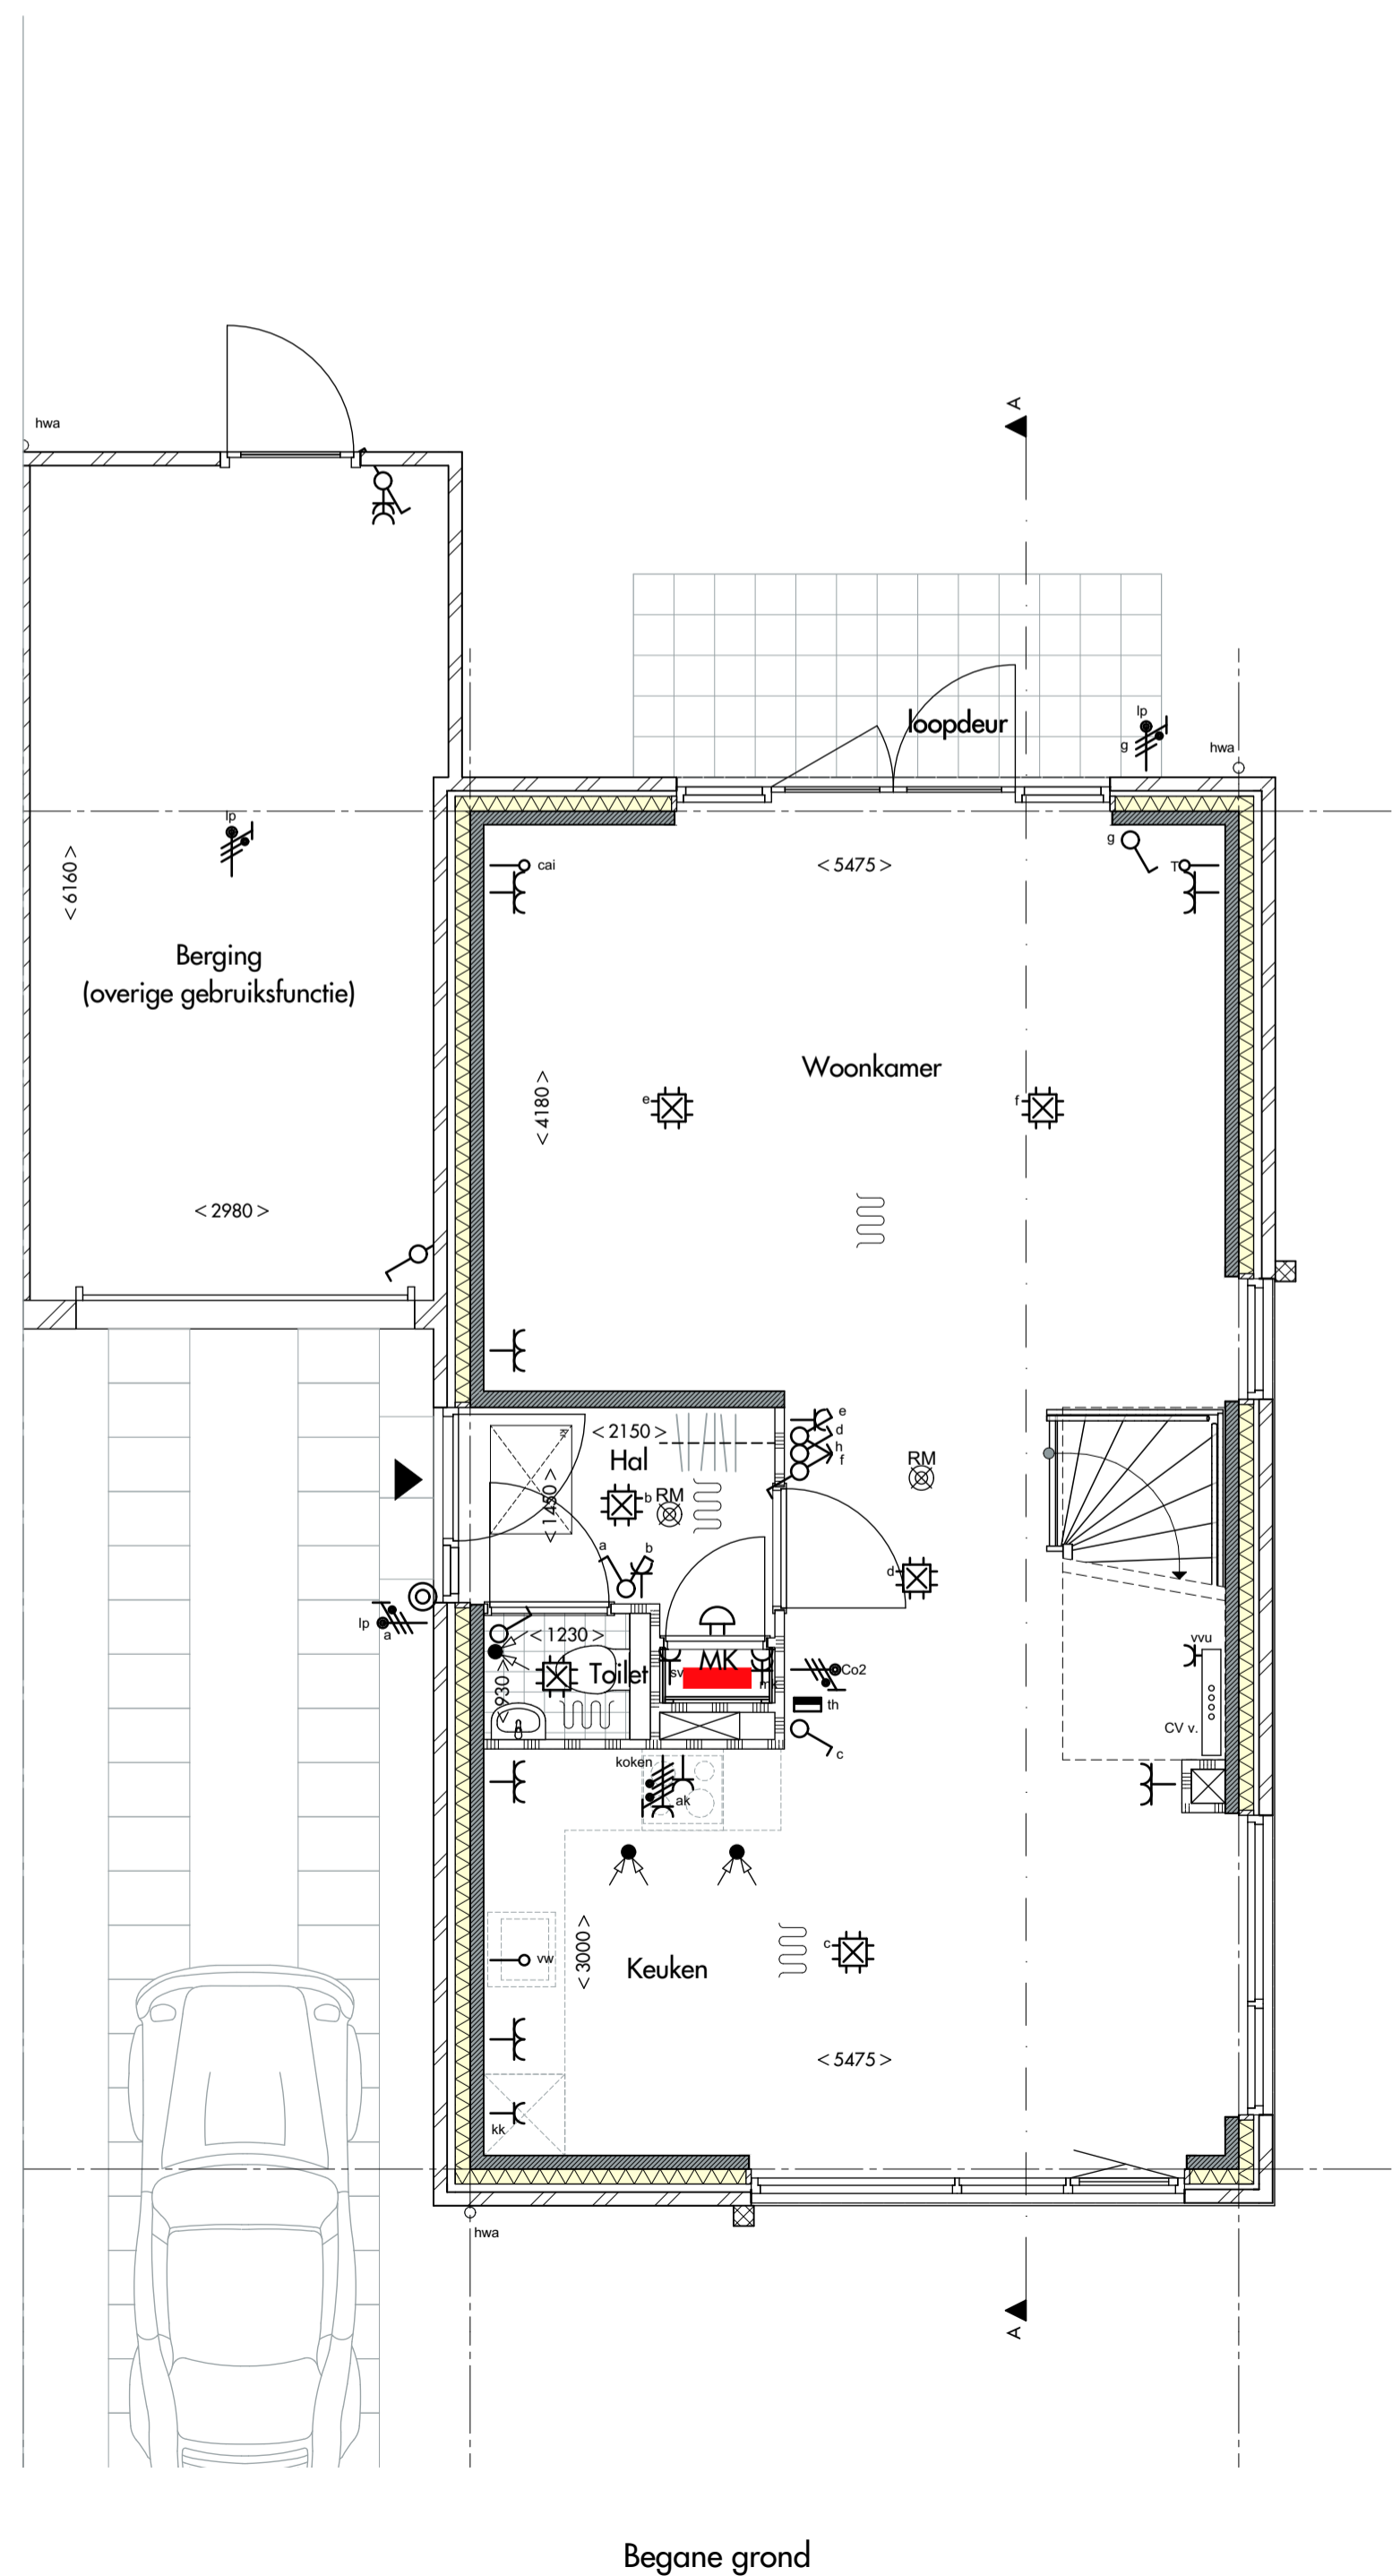 hwa
A
loopdeur
lp
g
hwa
lp
cai
< 5475 >
g
T
< 6160 >
Berging
(overige gebruiksfunctie)
Woonkamer
e
f
< 4180 >
< 2980 >
e
d
h
f
< 2150 >
Hal
RM
b
RM
< 1450 >
a
b
d
lp
a
< 1230 >
Toilet
MK
sv
Co2
vvu
< 930 >
th
c
CV v.
koken
ak
vw
< 3000 >
Keuken
c
< 5475 >
kk
hwa
A
Begane grond